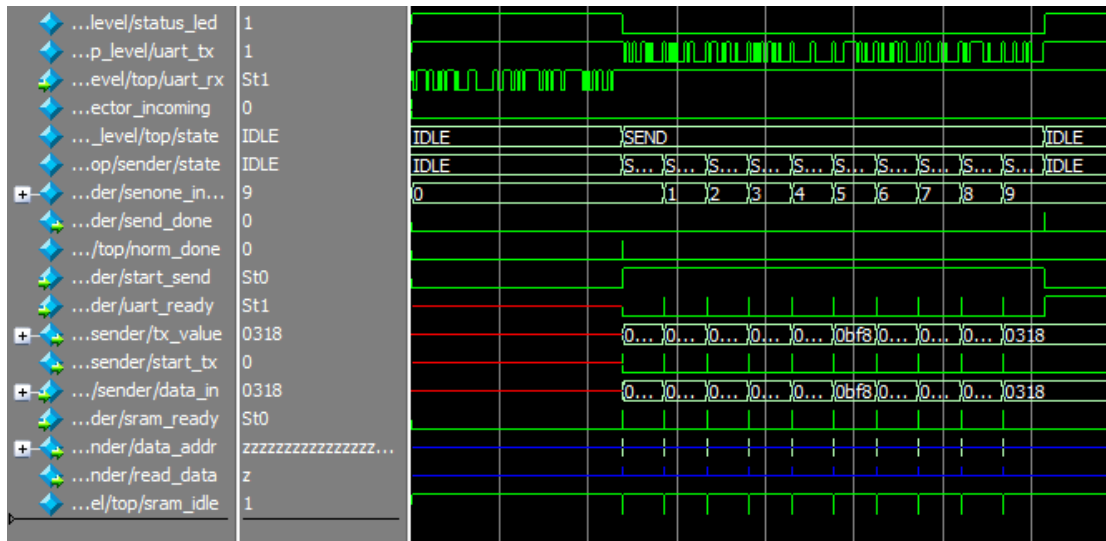 ...level/status_led 1
...p_level/uart_tx 1
...evel/top/uart_rx St1
...ector_incoming 0
..._level/top/state IDLE IDLE SEND IDLE
...op/sender/state IDLE IDLE S... S... S... S... S... S... S... S... S... S... IDLE
...der/senone_in... 9 0 1 2 3 4 5 6 7 8 9
...der/send_done 0
.../top/norm_done 0
...der/start_send St0
...der/uart_ready St1
...sender/tx_value 0318 0... 0... 0... 0... 0... 0bf8 0... 0... 0... 0318
...sender/start_tx 0
.../sender/data_in 0318 0... 0... 0... 0... 0... 0bf8 0... 0... 0... 0318
...der/sram_ready St0
...nder/data_addr zzzzzzzzzzzzzzzzz...
...nder/read_data z
...el/top/sram_idle 1